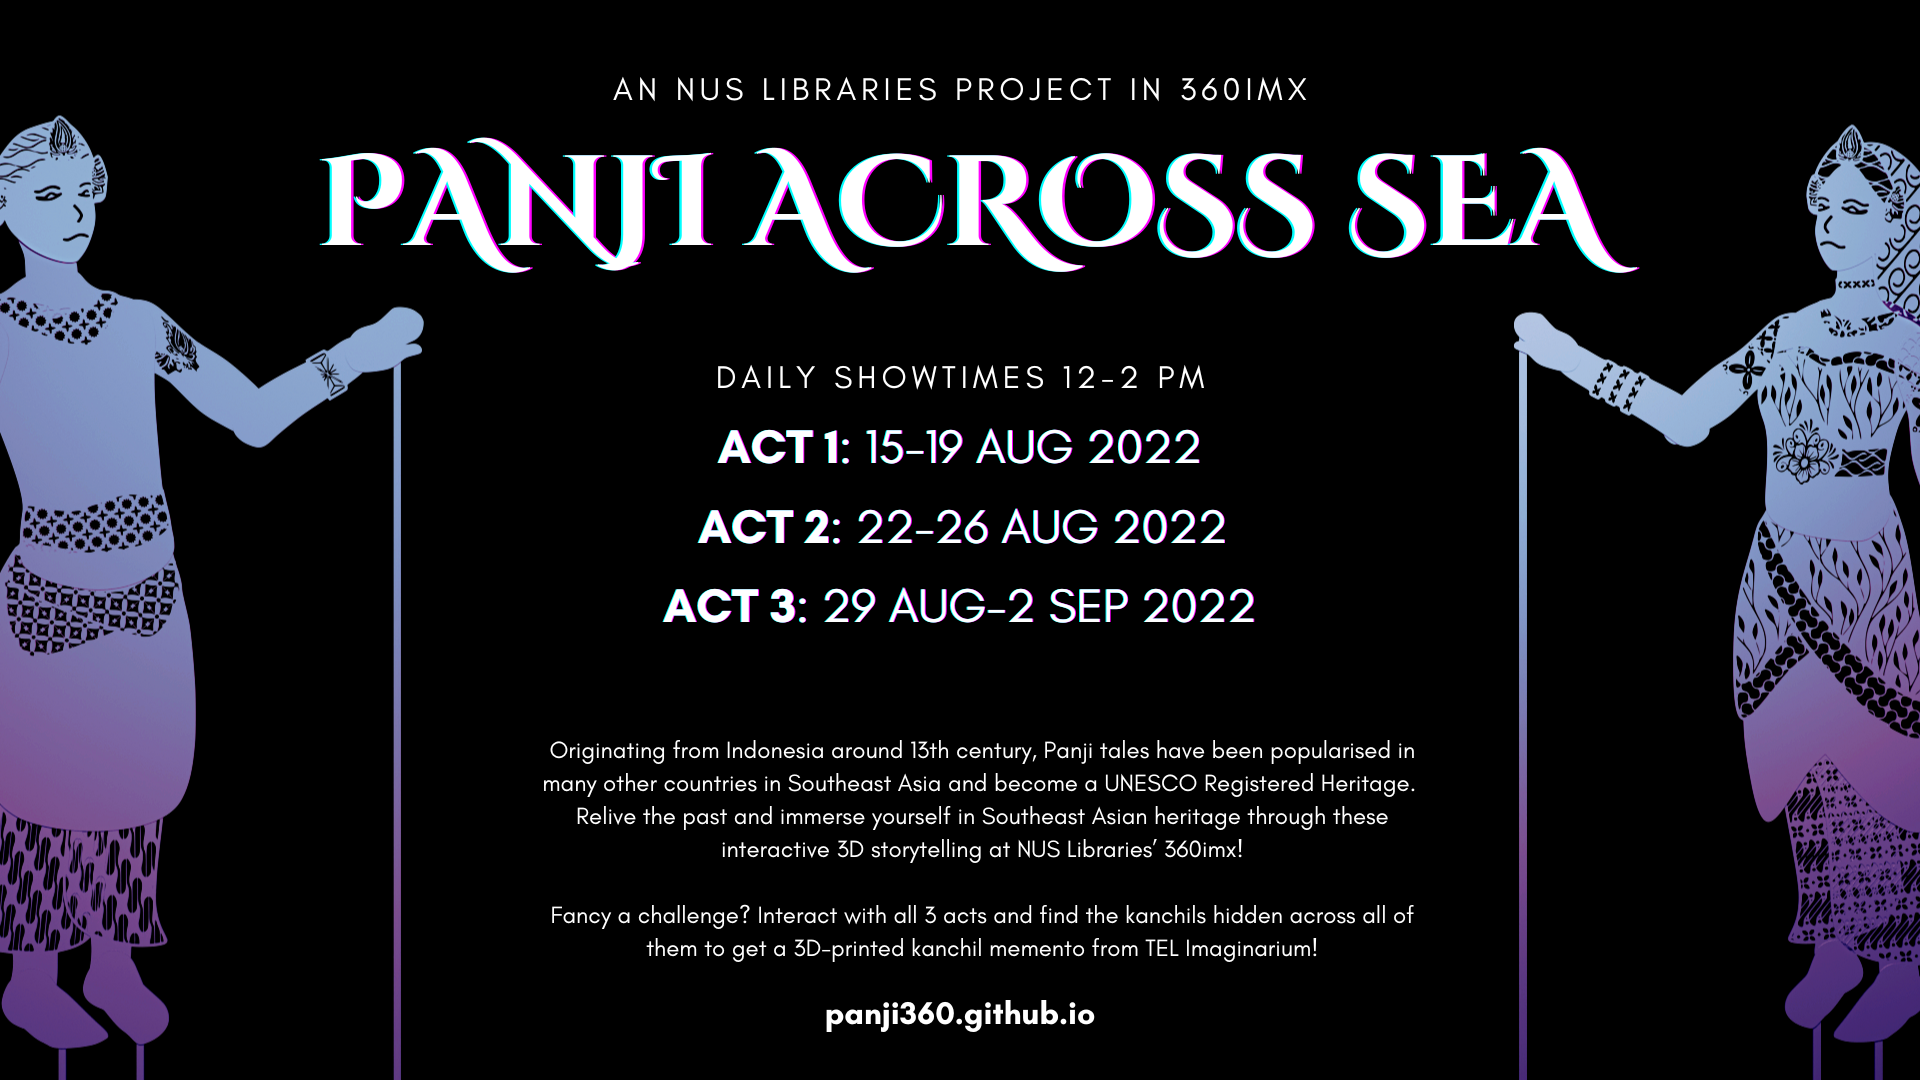 AN NUS LIBRARIES PROJECT IN 360IMX
PANJI ACROSS SEA
DAILY SHOWTIMES 12-2 PM
ACT 1: 15-19 AUG 2022
ACT 2: 22-26 AUG 2022
ACT 3: 29 AUG-2 SEP 2022
Originating from Indonesia around 13th century, Panji tales have been popularised in
many other countries in Southeast Asia and become a UNESCO Registered Heritage.
Relive the past and immerse yourself in Southeast Asian heritage through these
interactive 3D storytelling at NUS Libraries’ 360imx!
Fancy a challenge? Interact with all 3 acts and find the kanchils hidden across all of
them to get a 3D-printed kanchil memento from TEL Imaginarium!
panji360.github.io